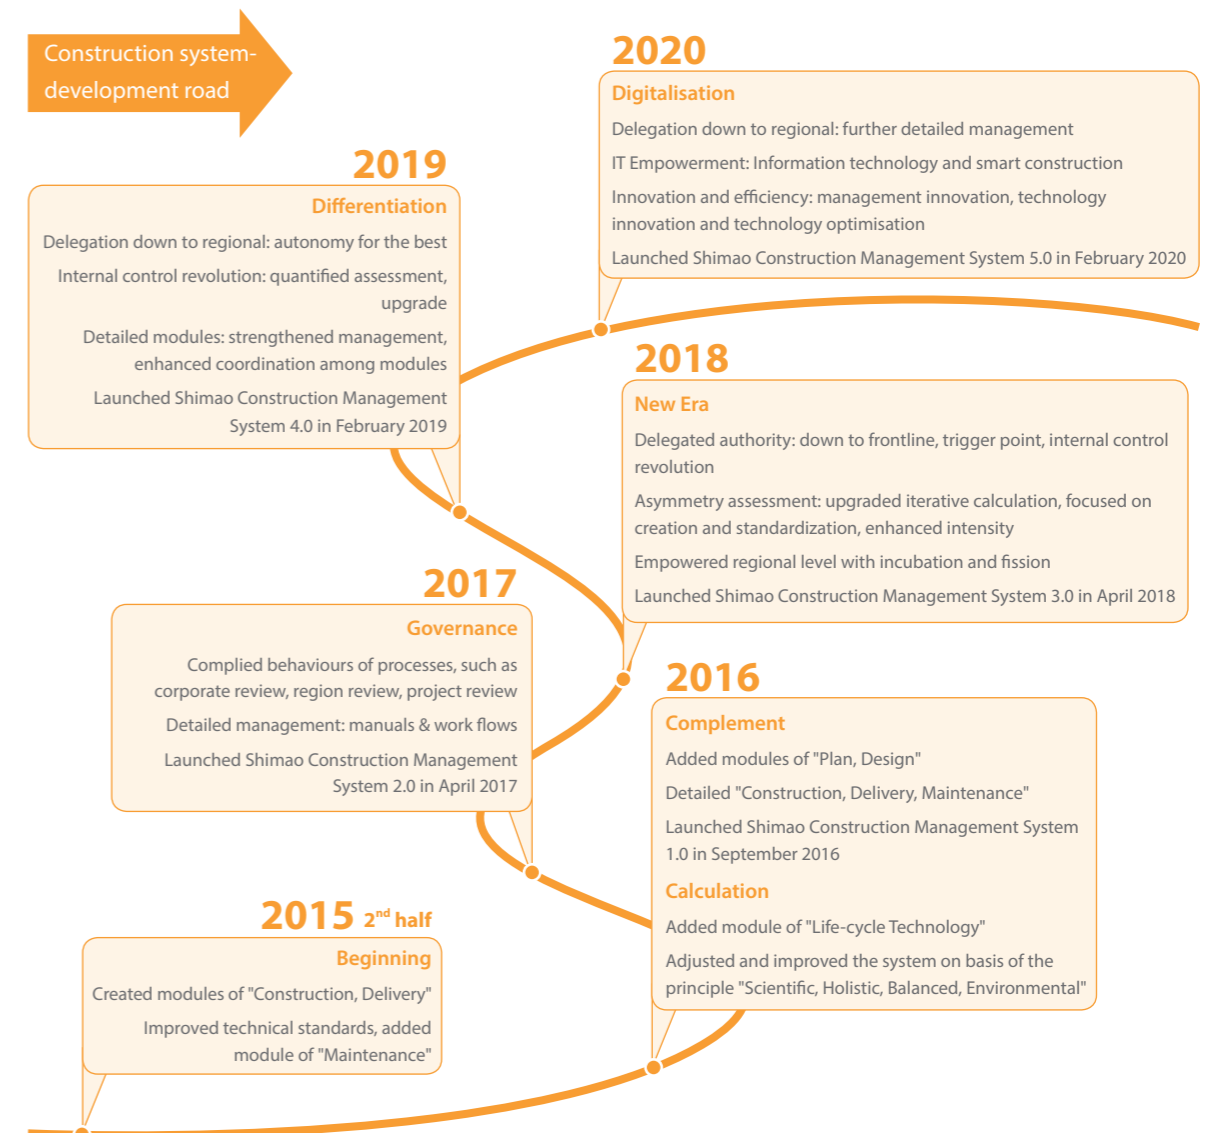 Construction system-
development road
2020
Digitalisation
Delegation down to regional: further detailed management
IT Empowerment: Information technology and smart construction
Innovation and efficiency: management innovation, technology
innovation and technology optimisation
Launched Shimao Construction Management System 5.0 in February 2020
2019
Differentiation
Delegation down to regional: autonomy for the best
Internal control revolution: quantified assessment,
upgrade
Detailed modules: strengthened management,
enhanced coordination among modules
Launched Shimao Construction Management
System 4.0 in February 2019
2018
New Era
Delegated authority: down to frontline, trigger point, internal control
revolution
Asymmetry assessment: upgraded iterative calculation, focused on
creation and standardization, enhanced intensity
Empowered regional level with incubation and fission
Launched Shimao Construction Management System 3.0 in April 2018
2017
Governance
Complied behaviours of processes, such as
corporate review, region review, project review
Detailed management: manuals & work flows
Launched Shimao Construction Management
System 2.0 in April 2017
2016
Complement
Added modules of "Plan, Design"
Detailed "Construction, Delivery, Maintenance"
Launched Shimao Construction Management System
1.0 in September 2016
Calculation
Added module of "Life-cycle Technology"
Adjusted and improved the system on basis of the
principle "Scientific, Holistic, Balanced, Environmental"
2015 2nd half
Beginning
Created modules of "Construction, Delivery"
Improved technical standards, added
module of "Maintenance"